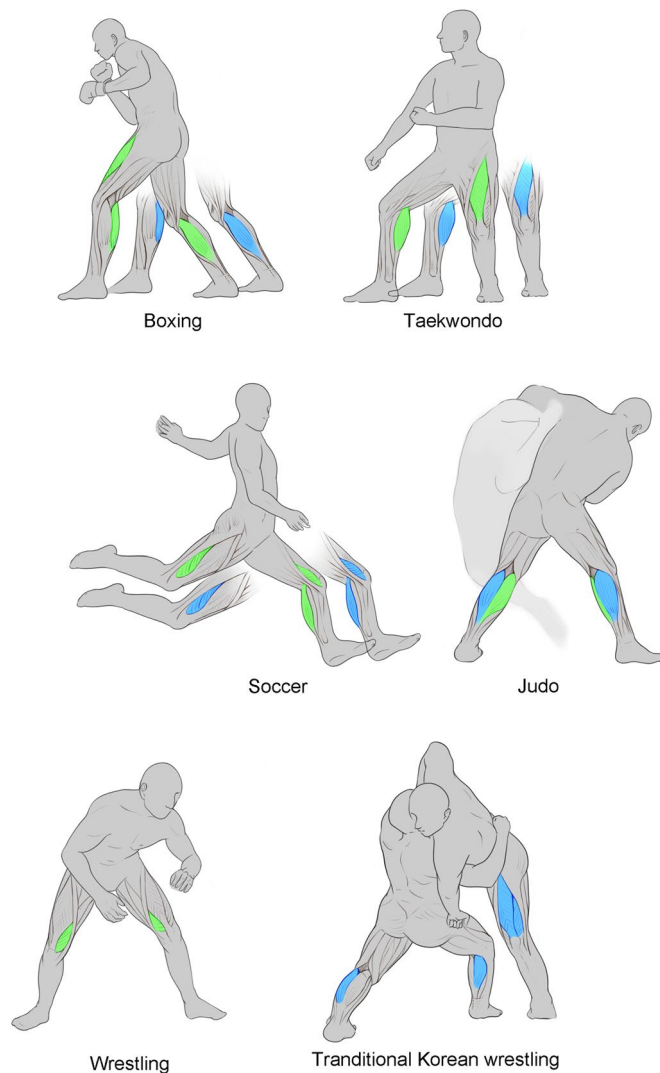 Boxing
Taekwondo
Soccer
Judo
Wrestling
Tranditional Korean wrestling